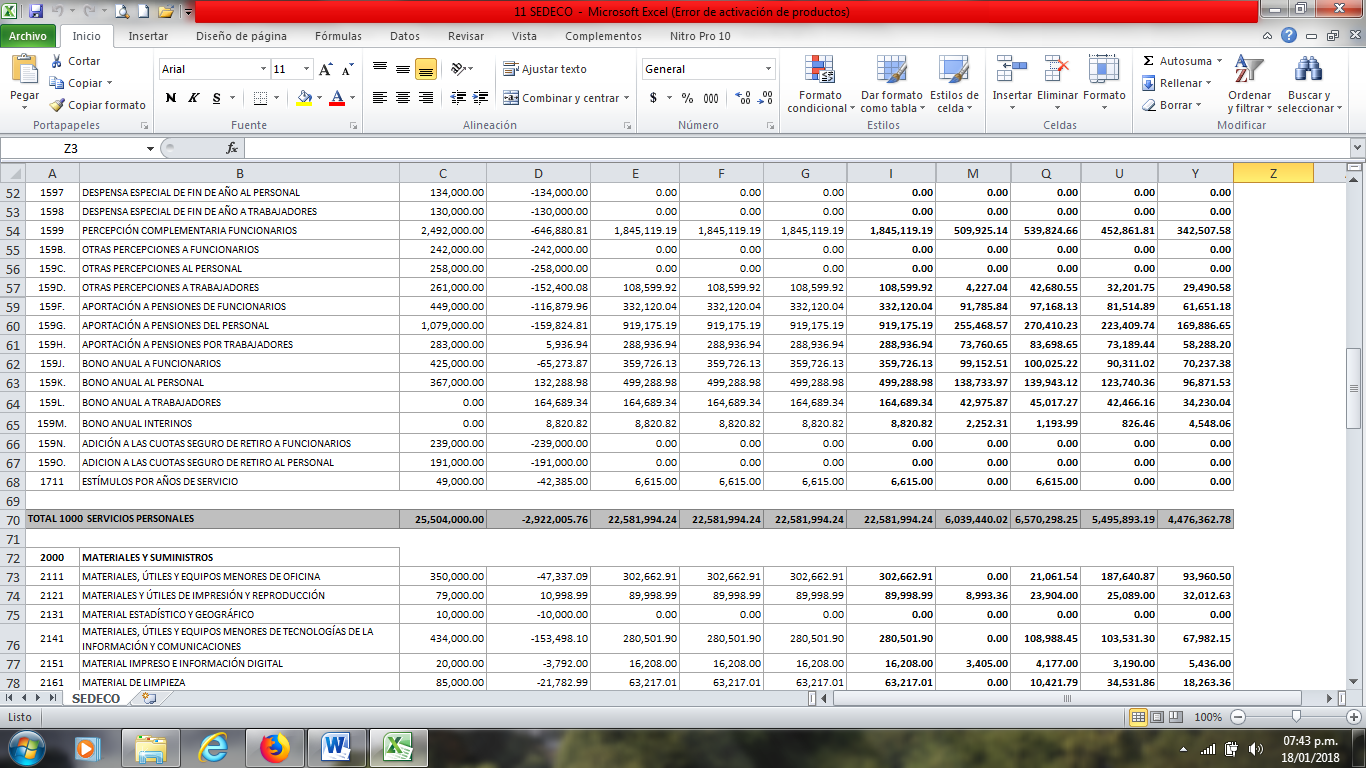 11 SEDECO - Microsoft Excel (Error de activación de productos)
Archivo Inicio Insertar Diseño de página Fórmulas Datos Revisar Vista Complementos Nitro Pro 10
Pegar Cortar Copiar Copiar formato Portapapeles
Arial 11 A A N K S A Fuente
Ajustar texto Combinar y centrar Alineación
General $ % 000 Número
Formato condicional Dar formato como tabla Estilos de celda Estilos
Insertar Eliminar Formato Celdas
Σ Autosuma Rellenar Borrar Ordenar y filtrar Buscar y seleccionar Modificar
Z3 fx
A B C D E F G I M Q U Y Z
52 1597 DESPENSA ESPECIAL DE FIN DE AÑO AL PERSONAL 134,000.00 -134,000.00 0.00 0.00 0.00 0.00 0.00 0.00 0.00 0.00
53 1598 DESPENSA ESPECIAL DE FIN DE AÑO A TRABAJADORES 130,000.00 -130,000.00 0.00 0.00 0.00 0.00 0.00 0.00 0.00 0.00
54 1599 PERCEPCIÓN COMPLEMENTARIA FUNCIONARIOS 2,492,000.00 -646,880.81 1,845,119.19 1,845,119.19 1,845,119.19 1,845,119.19 509,925.14 539,824.66 452,861.81 342,507.58
55 159B. OTRAS PERCEPCIONES A FUNCIONARIOS 242,000.00 -242,000.00 0.00 0.00 0.00 0.00 0.00 0.00 0.00 0.00
56 159C. OTRAS PERCEPCIONES AL PERSONAL 258,000.00 -258,000.00 0.00 0.00 0.00 0.00 0.00 0.00 0.00 0.00
57 159D. OTRAS PERCEPCIONES A TRABAJADORES 261,000.00 -152,400.08 108,599.92 108,599.92 108,599.92 108,599.92 4,227.04 42,680.55 32,201.75 29,490.58
59 159F. APORTACIÓN A PENSIONES DE FUNCIONARIOS 449,000.00 -116,879.96 332,120.04 332,120.04 332,120.04 332,120.04 91,785.84 97,168.13 81,514.89 61,651.18
60 159G. APORTACIÓN A PENSIONES DEL PERSONAL 1,079,000.00 -159,824.81 919,175.19 919,175.19 919,175.19 919,175.19 255,468.57 270,410.23 223,409.74 169,886.65
61 159H. APORTACIÓN A PENSIONES POR TRABAJADORES 283,000.00 5,936.94 288,936.94 288,936.94 288,936.94 288,936.94 73,760.65 83,698.65 73,189.44 58,288.20
62 159J. BONO ANUAL A FUNCIONARIOS 425,000.00 -65,273.87 359,726.13 359,726.13 359,726.13 359,726.13 99,152.51 100,025.22 90,311.02 70,237.38
63 159K. BONO ANUAL AL PERSONAL 367,000.00 132,288.98 499,288.98 499,288.98 499,288.98 499,288.98 138,733.97 139,943.12 123,740.36 96,871.53
64 159L. BONO ANUAL A TRABAJADORES 0.00 164,689.34 164,689.34 164,689.34 164,689.34 164,689.34 42,975.87 45,017.27 42,466.16 34,230.04
65 159M. BONO ANUAL INTERINOS 0.00 8,820.82 8,820.82 8,820.82 8,820.82 8,820.82 2,252.31 1,193.99 826.46 4,548.06
66 159N. ADICIÓN A LAS CUOTAS SEGURO DE RETIRO A FUNCIONARIOS 239,000.00 -239,000.00 0.00 0.00 0.00 0.00 0.00 0.00 0.00 0.00
67 159O. ADICION A LAS CUOTAS SEGURO DE RETIRO AL PERSONAL 191,000.00 -191,000.00 0.00 0.00 0.00 0.00 0.00 0.00 0.00 0.00
68 1711 ESTÍMULOS POR AÑOS DE SERVICIO 49,000.00 -42,385.00 6,615.00 6,615.00 6,615.00 6,615.00 0.00 6,615.00 0.00 0.00
69
70 TOTAL 1000 SERVICIOS PERSONALES 25,504,000.00 -2,922,005.76 22,581,994.24 22,581,994.24 22,581,994.24 22,581,994.24 6,039,440.02 6,570,298.25 5,495,893.19 4,476,362.78
71
72 2000 MATERIALES Y SUMINISTROS
73 2111 MATERIALES, ÚTILES Y EQUIPOS MENORES DE OFICINA 350,000.00 -47,337.09 302,662.91 302,662.91 302,662.91 302,662.91 0.00 21,061.54 187,640.87 93,960.50
74 2121 MATERIALES Y ÚTILES DE IMPRESIÓN Y REPRODUCCIÓN 79,000.00 10,998.99 89,998.99 89,998.99 89,998.99 89,998.99 8,993.36 23,904.00 25,089.00 32,012.63
75 2131 MATERIAL ESTADÍSTICO Y GEOGRÁFICO 10,000.00 -10,000.00 0.00 0.00 0.00 0.00 0.00 0.00 0.00 0.00
76 2141 MATERIALES, ÚTILES Y EQUIPOS MENORES DE TECNOLOGÍAS DE LA
INFORMACIÓN Y COMUNICACIONES 434,000.00 -153,498.10 280,501.90 280,501.90 280,501.90 280,501.90 0.00 108,988.45 103,531.30 67,982.15
77 2151 MATERIAL IMPRESO E INFORMACIÓN DIGITAL 20,000.00 -3,792.00 16,208.00 16,208.00 16,208.00 16,208.00 3,405.00 4,177.00 3,190.00 5,436.00
78 2161 MATERIAL DE LIMPIEZA 85,000.00 -21,782.99 63,217.01 63,217.01 63,217.01 63,217.01 0.00 10,421.79 34,531.86 18,263.36
SEDECO
Listo 100%
07:43 p.m.
18/01/2018